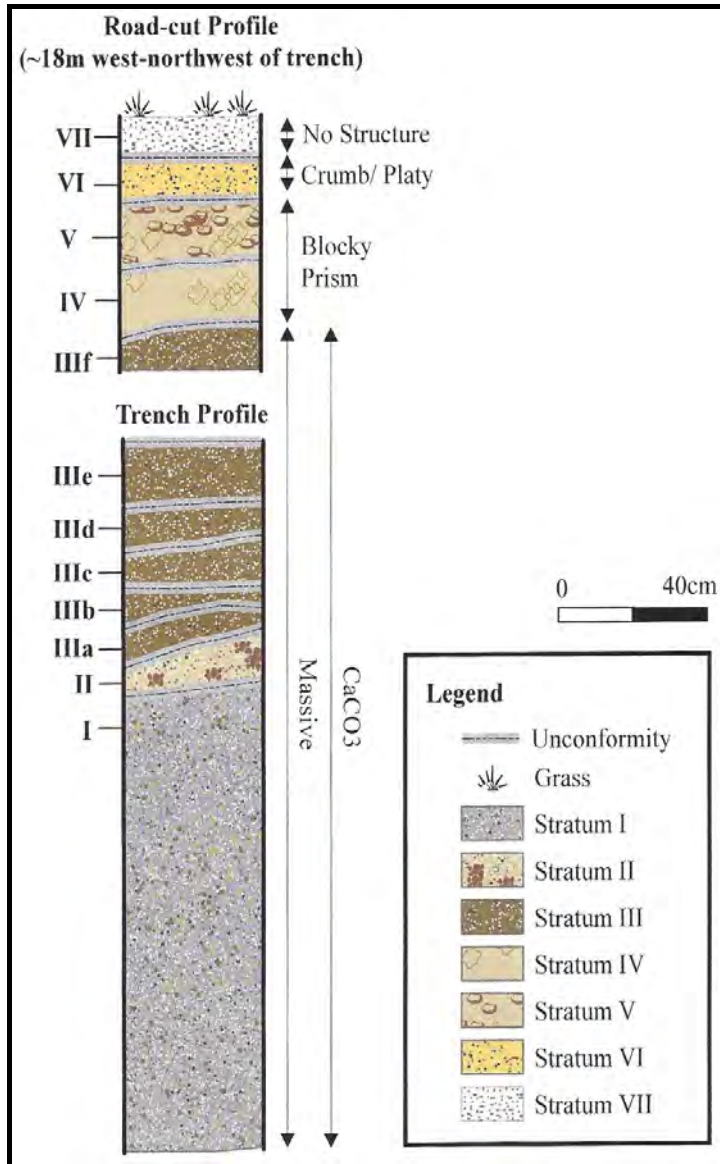 Road-cut Profile
(~18m west-northwest of trench)
VII
No Structure
VI
Crumb/ Platy
V
Blocky
Prism
IV
IIIf
Trench Profile
IIIe
IIId
IIIc
IIIb
IIIa
II
I
Massive
CaCO3
0 40cm
Legend
Unconformity
Grass
Stratum I
Stratum II
Stratum III
Stratum IV
Stratum V
Stratum VI
Stratum VII